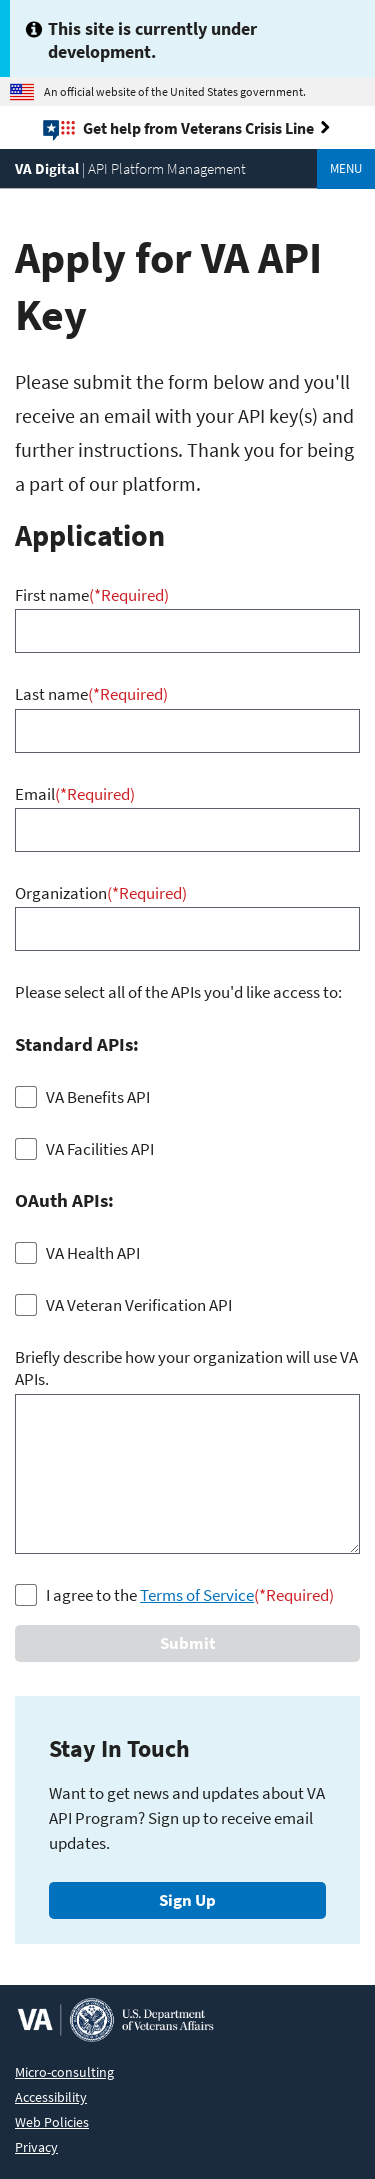 This site is currently under
development.
An official website of the United States government.
Get help from Veterans Crisis Line
VA Digital | API Platform Management
MENU
Apply for VA API
Key
Please submit the form below and you'll
receive an email with your API key(s) and
further instructions. Thank you for being
a part of our platform.
Application
First name(*Required)
Last name(*Required)
Email(*Required)
Organization(*Required)
Please select all of the APIs you'd like access to:
Standard APIs:
VA Benefits API
VA Facilities API
OAuth APIs:
VA Health API
VA Veteran Verification API
Briefly describe how your organization will use VA
APIs.
I agree to the Terms of Service(*Required)
Submit
Stay In Touch
Want to get news and updates about VA
API Program? Sign up to receive email
updates.
Sign Up
VA
U.S. Department
of Veterans Affairs
Micro-consulting
Accessibility
Web Policies
Privacy